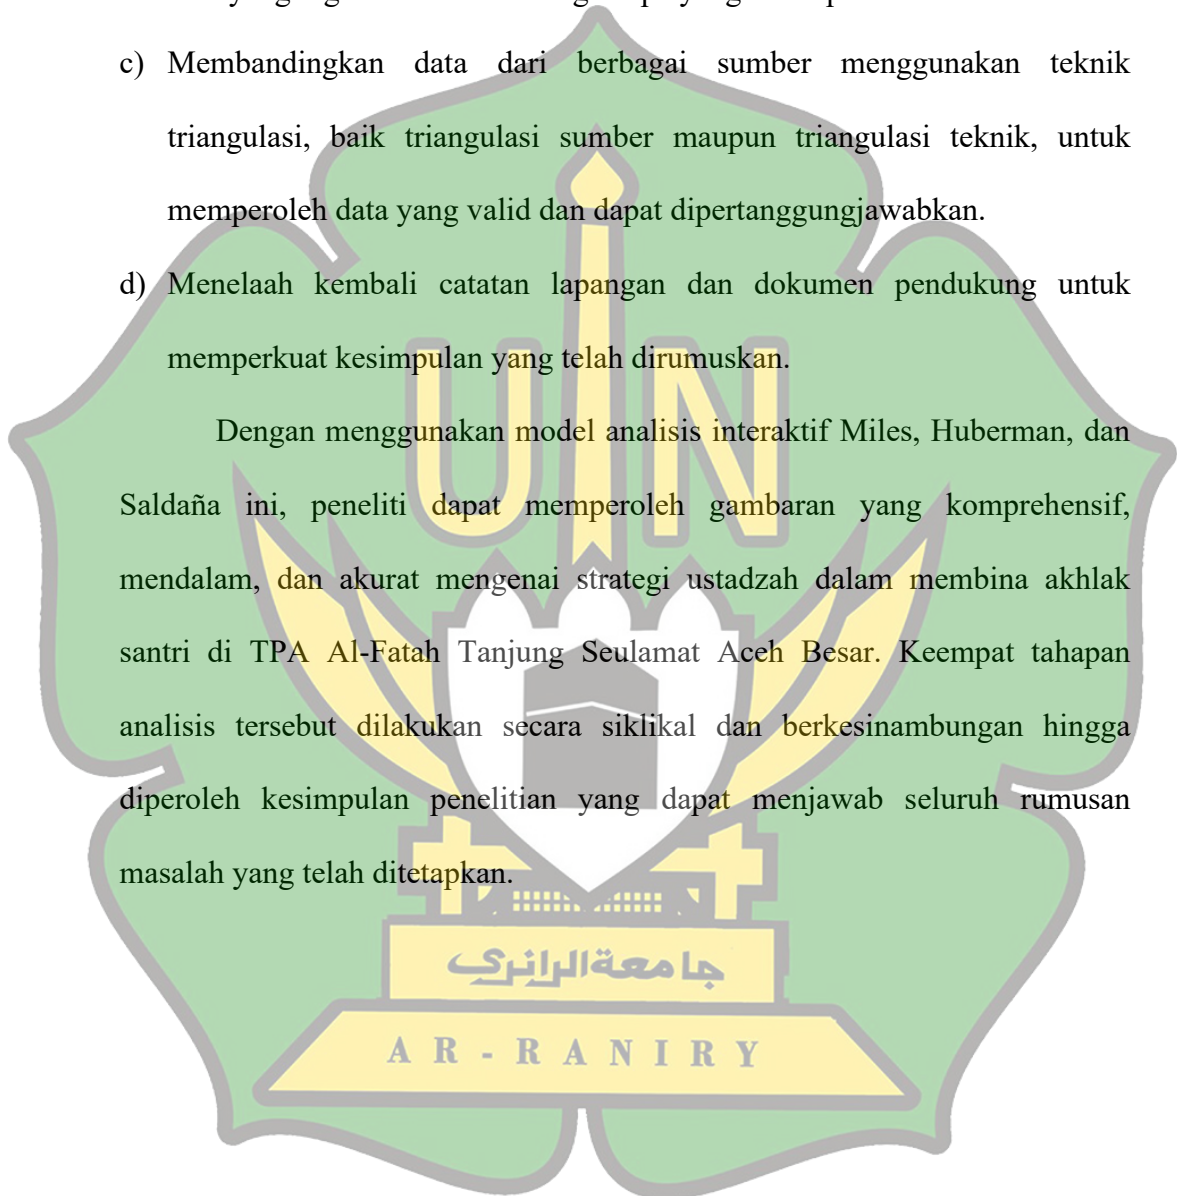 c) Membandingkan data dari berbagai sumber menggunakan teknik
triangulasi, baik triangulasi sumber maupun triangulasi teknik, untuk
memperoleh data yang valid dan dapat dipertanggungjawabkan.
d) Menelaah kembali catatan lapangan dan dokumen pendukung untuk
memperkuat kesimpulan yang telah dirumuskan.
UIN
Dengan menggunakan model analisis interaktif Miles, Huberman, dan
Saldaña ini, peneliti dapat memperoleh gambaran yang komprehensif,
mendalam, dan akurat mengenai strategi ustadzah dalam membina akhlak
santri di TPA Al-Fatah Tanjung Seulamat Aceh Besar. Keempat tahapan
analisis tersebut dilakukan secara siklikal dan berkesinambungan hingga
diperoleh kesimpulan penelitian yang dapat menjawab seluruh rumusan
masalah yang telah ditetapkan.
جامعة الرانري
AR-RANIRY